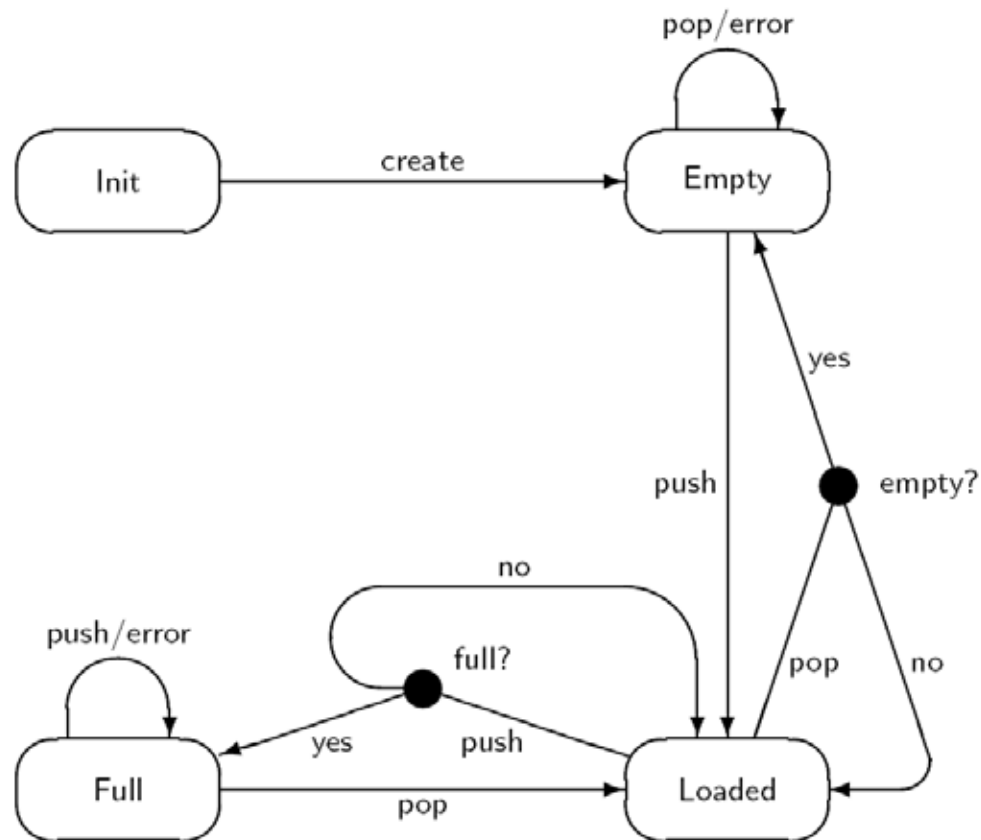 pop/error
Init
create
Empty
yes
push
empty?
no
push/error
full?
pop
no
yes
push
Full
pop
Loaded